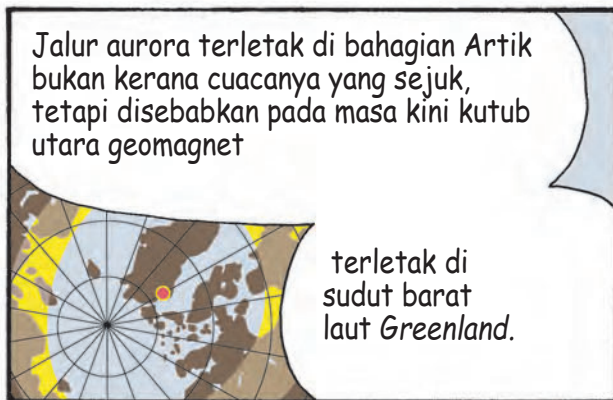 Jalur aurora terletak di bahagian Artik
bukan kerana cuacanya yang sejuk,
tetapi disebabkan pada masa kini kutub
utara geomagnet
terletak di
sudut barat
laut Greenland.